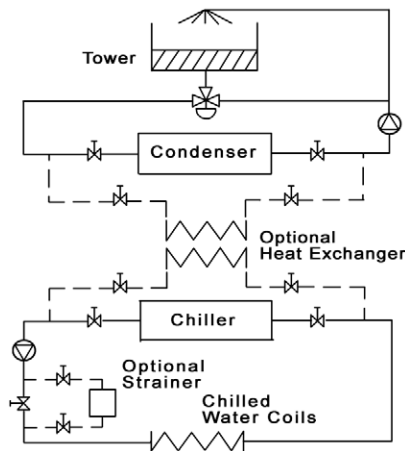 Tower
Condenser
Optional
Heat Exchanger
Chiller
Optional
Strainer
Chilled
Water Coils